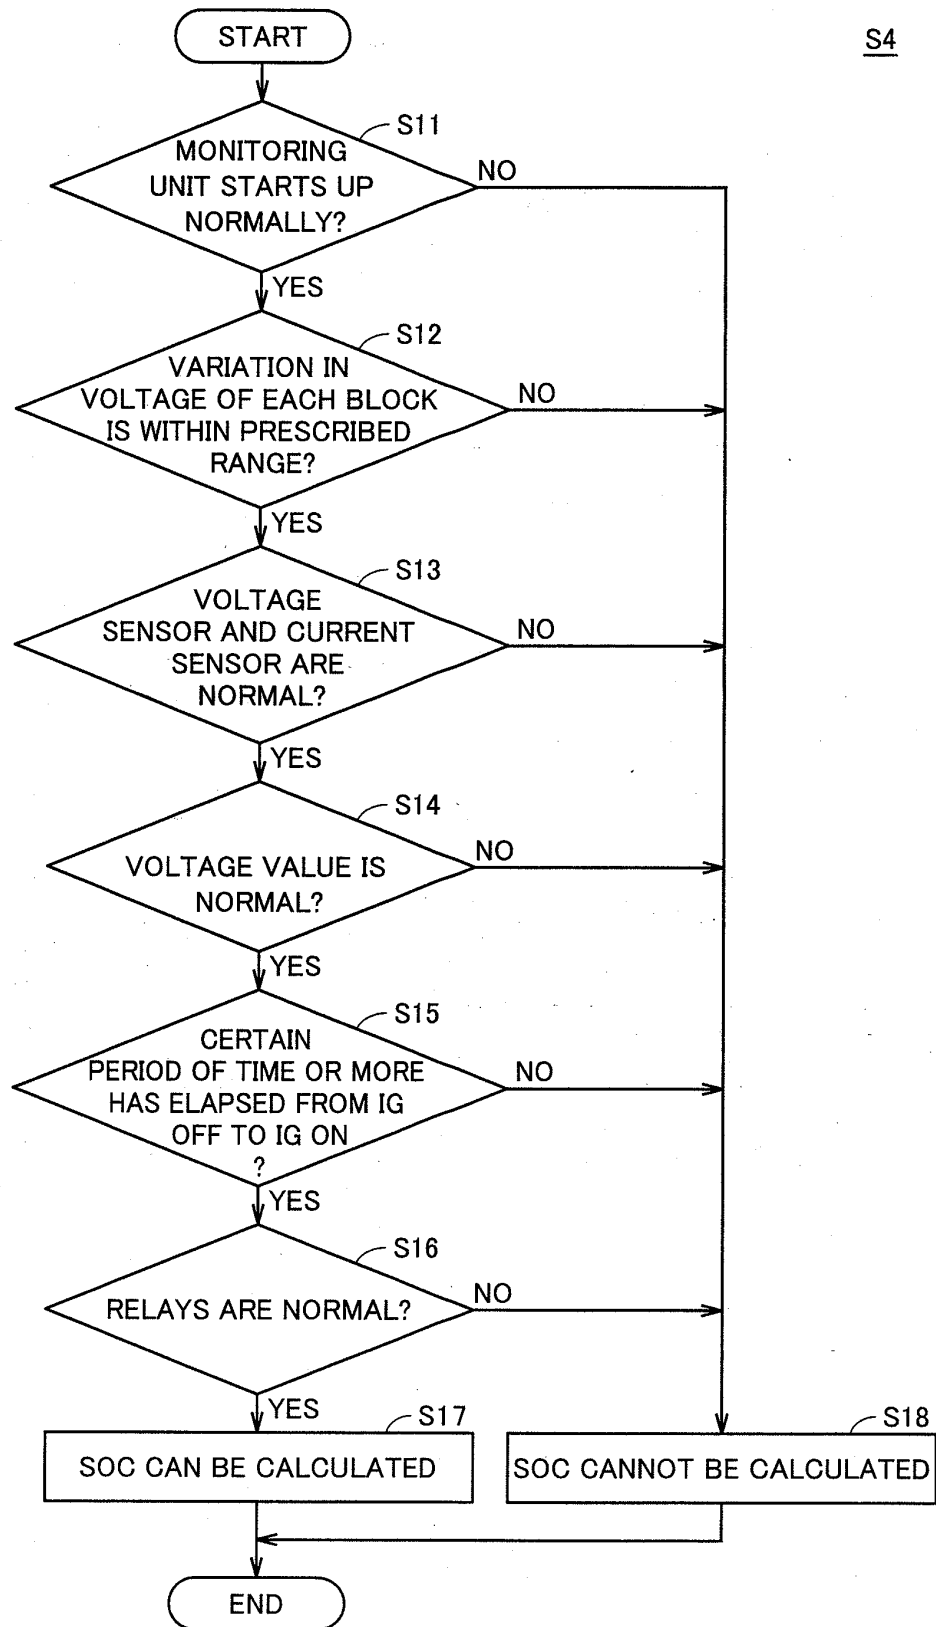 START
S4
S11
MONITORING
UNIT STARTS UP
NORMALLY?
NO
YES
S12
VARIATION IN
VOLTAGE OF EACH BLOCK
IS WITHIN PRESCRIBED
RANGE?
NO
YES
S13
VOLTAGE
SENSOR AND CURRENT
SENSOR ARE
NORMAL?
NO
YES
S14
VOLTAGE VALUE IS
NORMAL?
NO
YES
S15
CERTAIN
PERIOD OF TIME OR MORE
HAS ELAPSED FROM IG
OFF TO IG ON
?
NO
YES
S16
RELAYS ARE NORMAL?
NO
YES
S17
SOC CAN BE CALCULATED
S18
SOC CANNOT BE CALCULATED
END